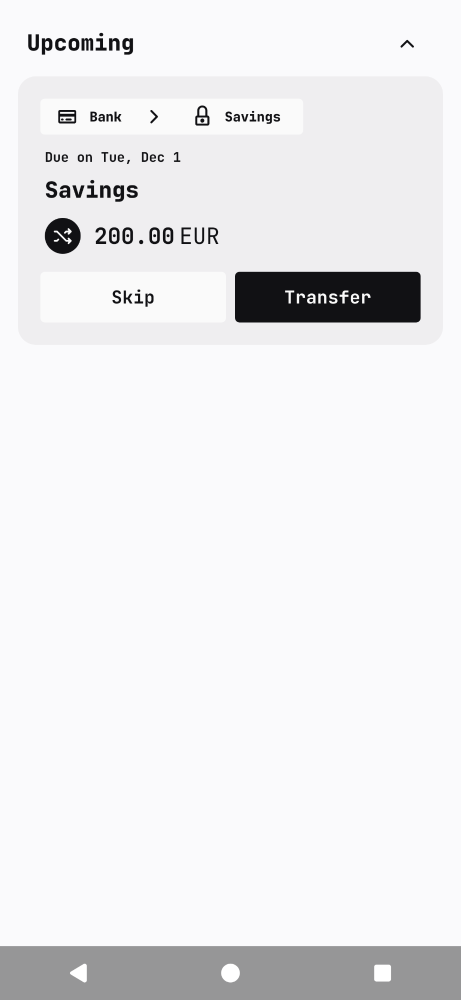 Upcoming
Bank Savings
Due on Tue, Dec 1
Savings
200.00 EUR
Skip Transfer